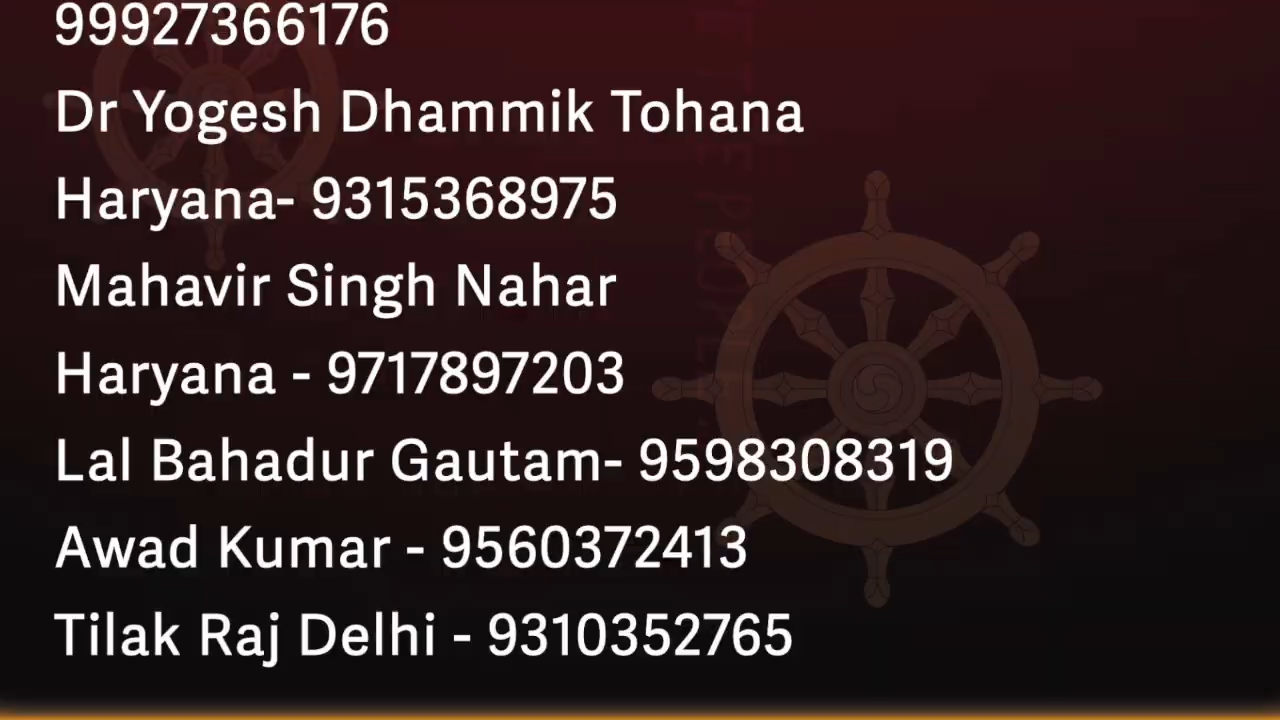 99927366176
Dr Yogesh Dhammik Tohana
Haryana- 9315368975
Mahavir Singh Nahar
Haryana - 9717897203
Lal Bahadur Gautam- 9598308319
Awad Kumar - 9560372413
Tilak Raj Delhi - 9310352765